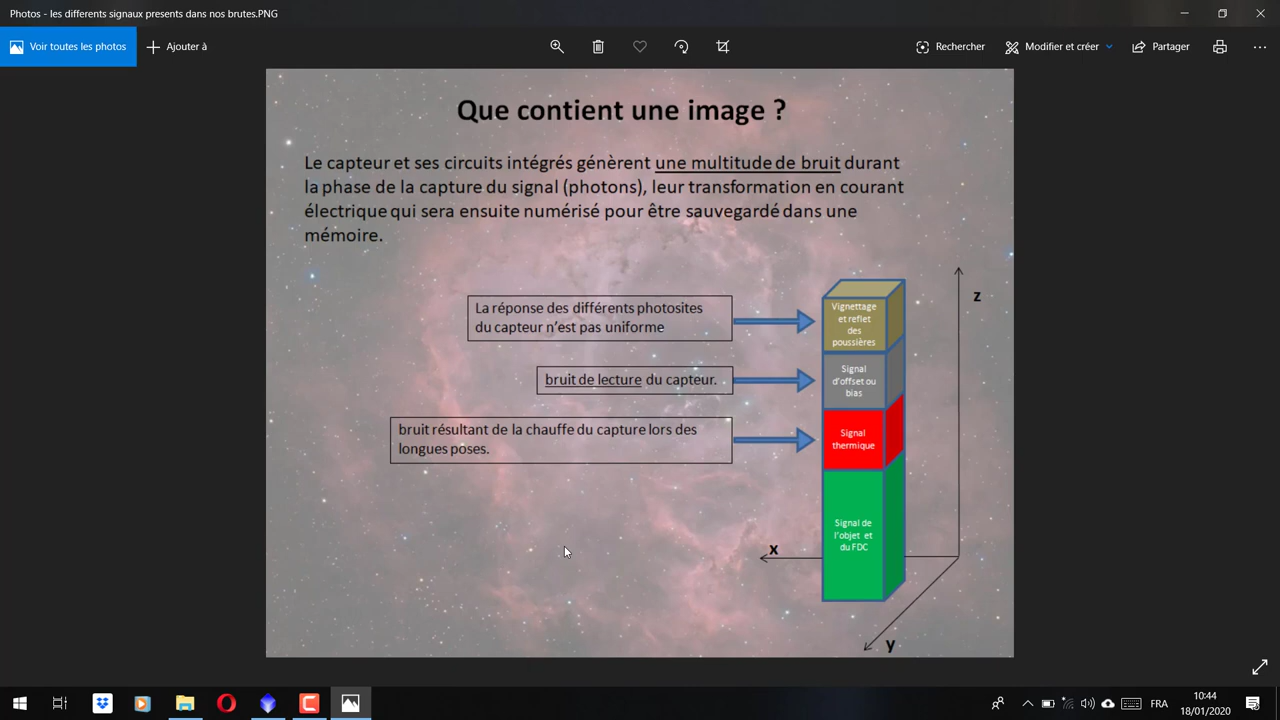 Photos - les differents signaux presents dans nos brutes.PNG
Voir toutes les photos
Ajouter à
Rechercher
Modifier et créer
Partager
Que contient une image ?
Le capteur et ses circuits intégrés génèrent une multitude de bruit durant
la phase de la capture du signal (photons), leur transformation en courant
électrique qui sera ensuite numérisé pour être sauvegardé dans une
mémoire.
z
La réponse des différents photosites
du capteur n'est pas uniforme
Vignettage
et reflet
des
poussières
bruit de lecture du capteur.
Signal
d'offset ou
bias
bruit résultant de la chauffe du capture lors des
longues poses.
Signal
thermique
Signal de
l'objet et
du FDC
x
y
FRA
10:44
18/01/2020